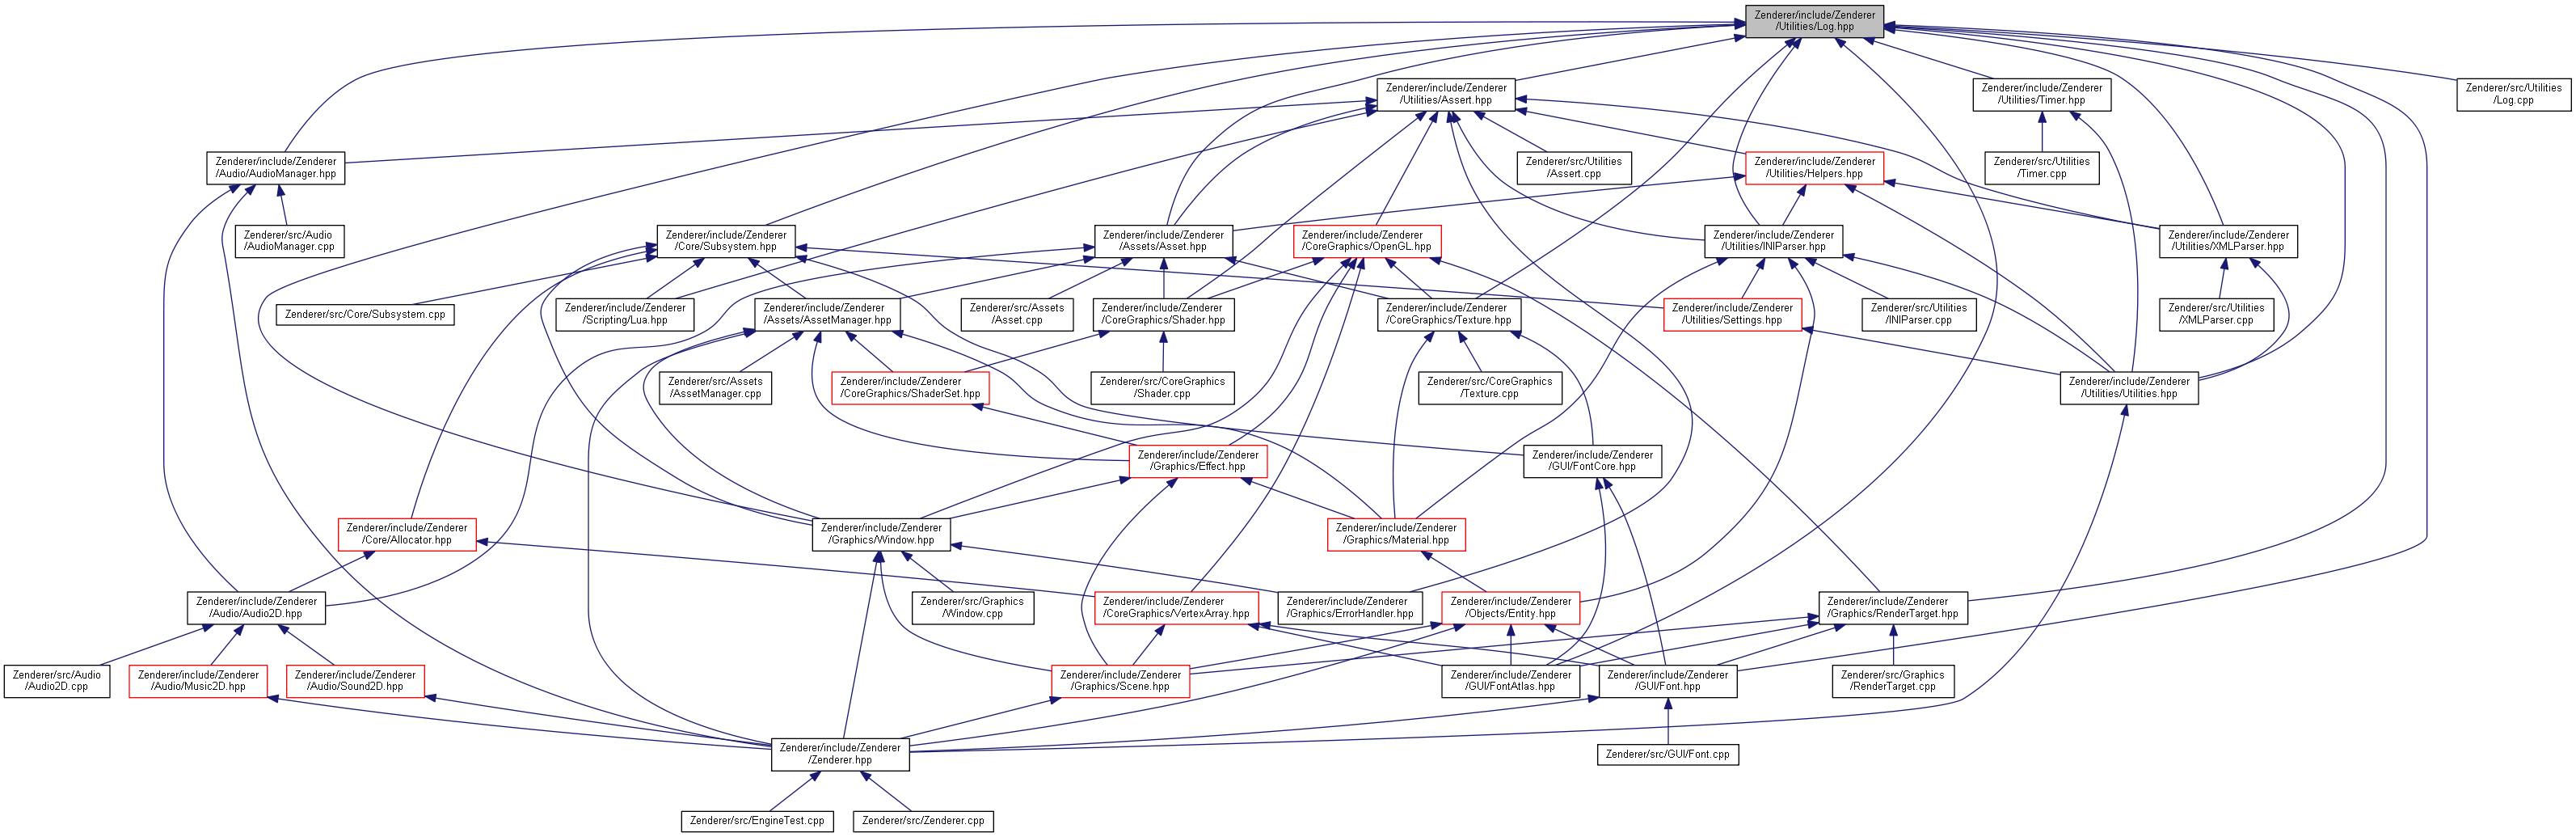 Zenderer/include/Zenderer
/Utilities/Log.hpp
Zenderer/include/Zenderer
/Utilities/Assert.hpp
Zenderer/include/Zenderer
/Utilities/Timer.hpp
Zenderer/src/Utilities
/Log.cpp
Zenderer/include/Zenderer
/Audio/AudioManager.hpp
Zenderer/src/Utilities
/Assert.cpp
Zenderer/include/Zenderer
/Utilities/Helpers.hpp
Zenderer/src/Utilities
/Timer.cpp
Zenderer/src/Audio
/AudioManager.cpp
Zenderer/include/Zenderer
/Core/Subsystem.hpp
Zenderer/include/Zenderer
/Assets/Asset.hpp
Zenderer/include/Zenderer
/CoreGraphics/OpenGL.hpp
Zenderer/include/Zenderer
/Utilities/INIParser.hpp
Zenderer/include/Zenderer
/Utilities/XMLParser.hpp
Zenderer/src/Core/Subsystem.cpp
Zenderer/include/Zenderer
/Scripting/Lua.hpp
Zenderer/include/Zenderer
/Assets/AssetManager.hpp
Zenderer/src/Assets
/Asset.cpp
Zenderer/include/Zenderer
/CoreGraphics/Shader.hpp
Zenderer/include/Zenderer
/CoreGraphics/Texture.hpp
Zenderer/include/Zenderer
/Utilities/Settings.hpp
Zenderer/src/Utilities
/INIParser.cpp
Zenderer/src/Utilities
/XMLParser.cpp
Zenderer/src/Assets
/AssetManager.cpp
Zenderer/include/Zenderer
/CoreGraphics/ShaderSet.hpp
Zenderer/src/CoreGraphics
/Shader.cpp
Zenderer/src/CoreGraphics
/Texture.cpp
Zenderer/include/Zenderer
/Utilities/Utilities.hpp
Zenderer/include/Zenderer
/Graphics/Effect.hpp
Zenderer/include/Zenderer
/GUI/FontCore.hpp
Zenderer/include/Zenderer
/Core/Allocator.hpp
Zenderer/include/Zenderer
/Graphics/Window.hpp
Zenderer/include/Zenderer
/Graphics/Material.hpp
Zenderer/include/Zenderer
/Audio/Audio2D.hpp
Zenderer/src/Graphics
/Window.cpp
Zenderer/include/Zenderer
/CoreGraphics/VertexArray.hpp
Zenderer/include/Zenderer
/Graphics/ErrorHandler.hpp
Zenderer/include/Zenderer
/Objects/Entity.hpp
Zenderer/include/Zenderer
/Graphics/RenderTarget.hpp
Zenderer/src/Audio
/Audio2D.cpp
Zenderer/include/Zenderer
/Audio/Music2D.hpp
Zenderer/include/Zenderer
/Audio/Sound2D.hpp
Zenderer/include/Zenderer
/Graphics/Scene.hpp
Zenderer/include/Zenderer
/GUI/FontAtlas.hpp
Zenderer/include/Zenderer
/GUI/Font.hpp
Zenderer/src/Graphics
/RenderTarget.cpp
Zenderer/include/Zenderer
/Zenderer.hpp
Zenderer/src/GUI/Font.cpp
Zenderer/src/EngineTest.cpp
Zenderer/src/Zenderer.cpp